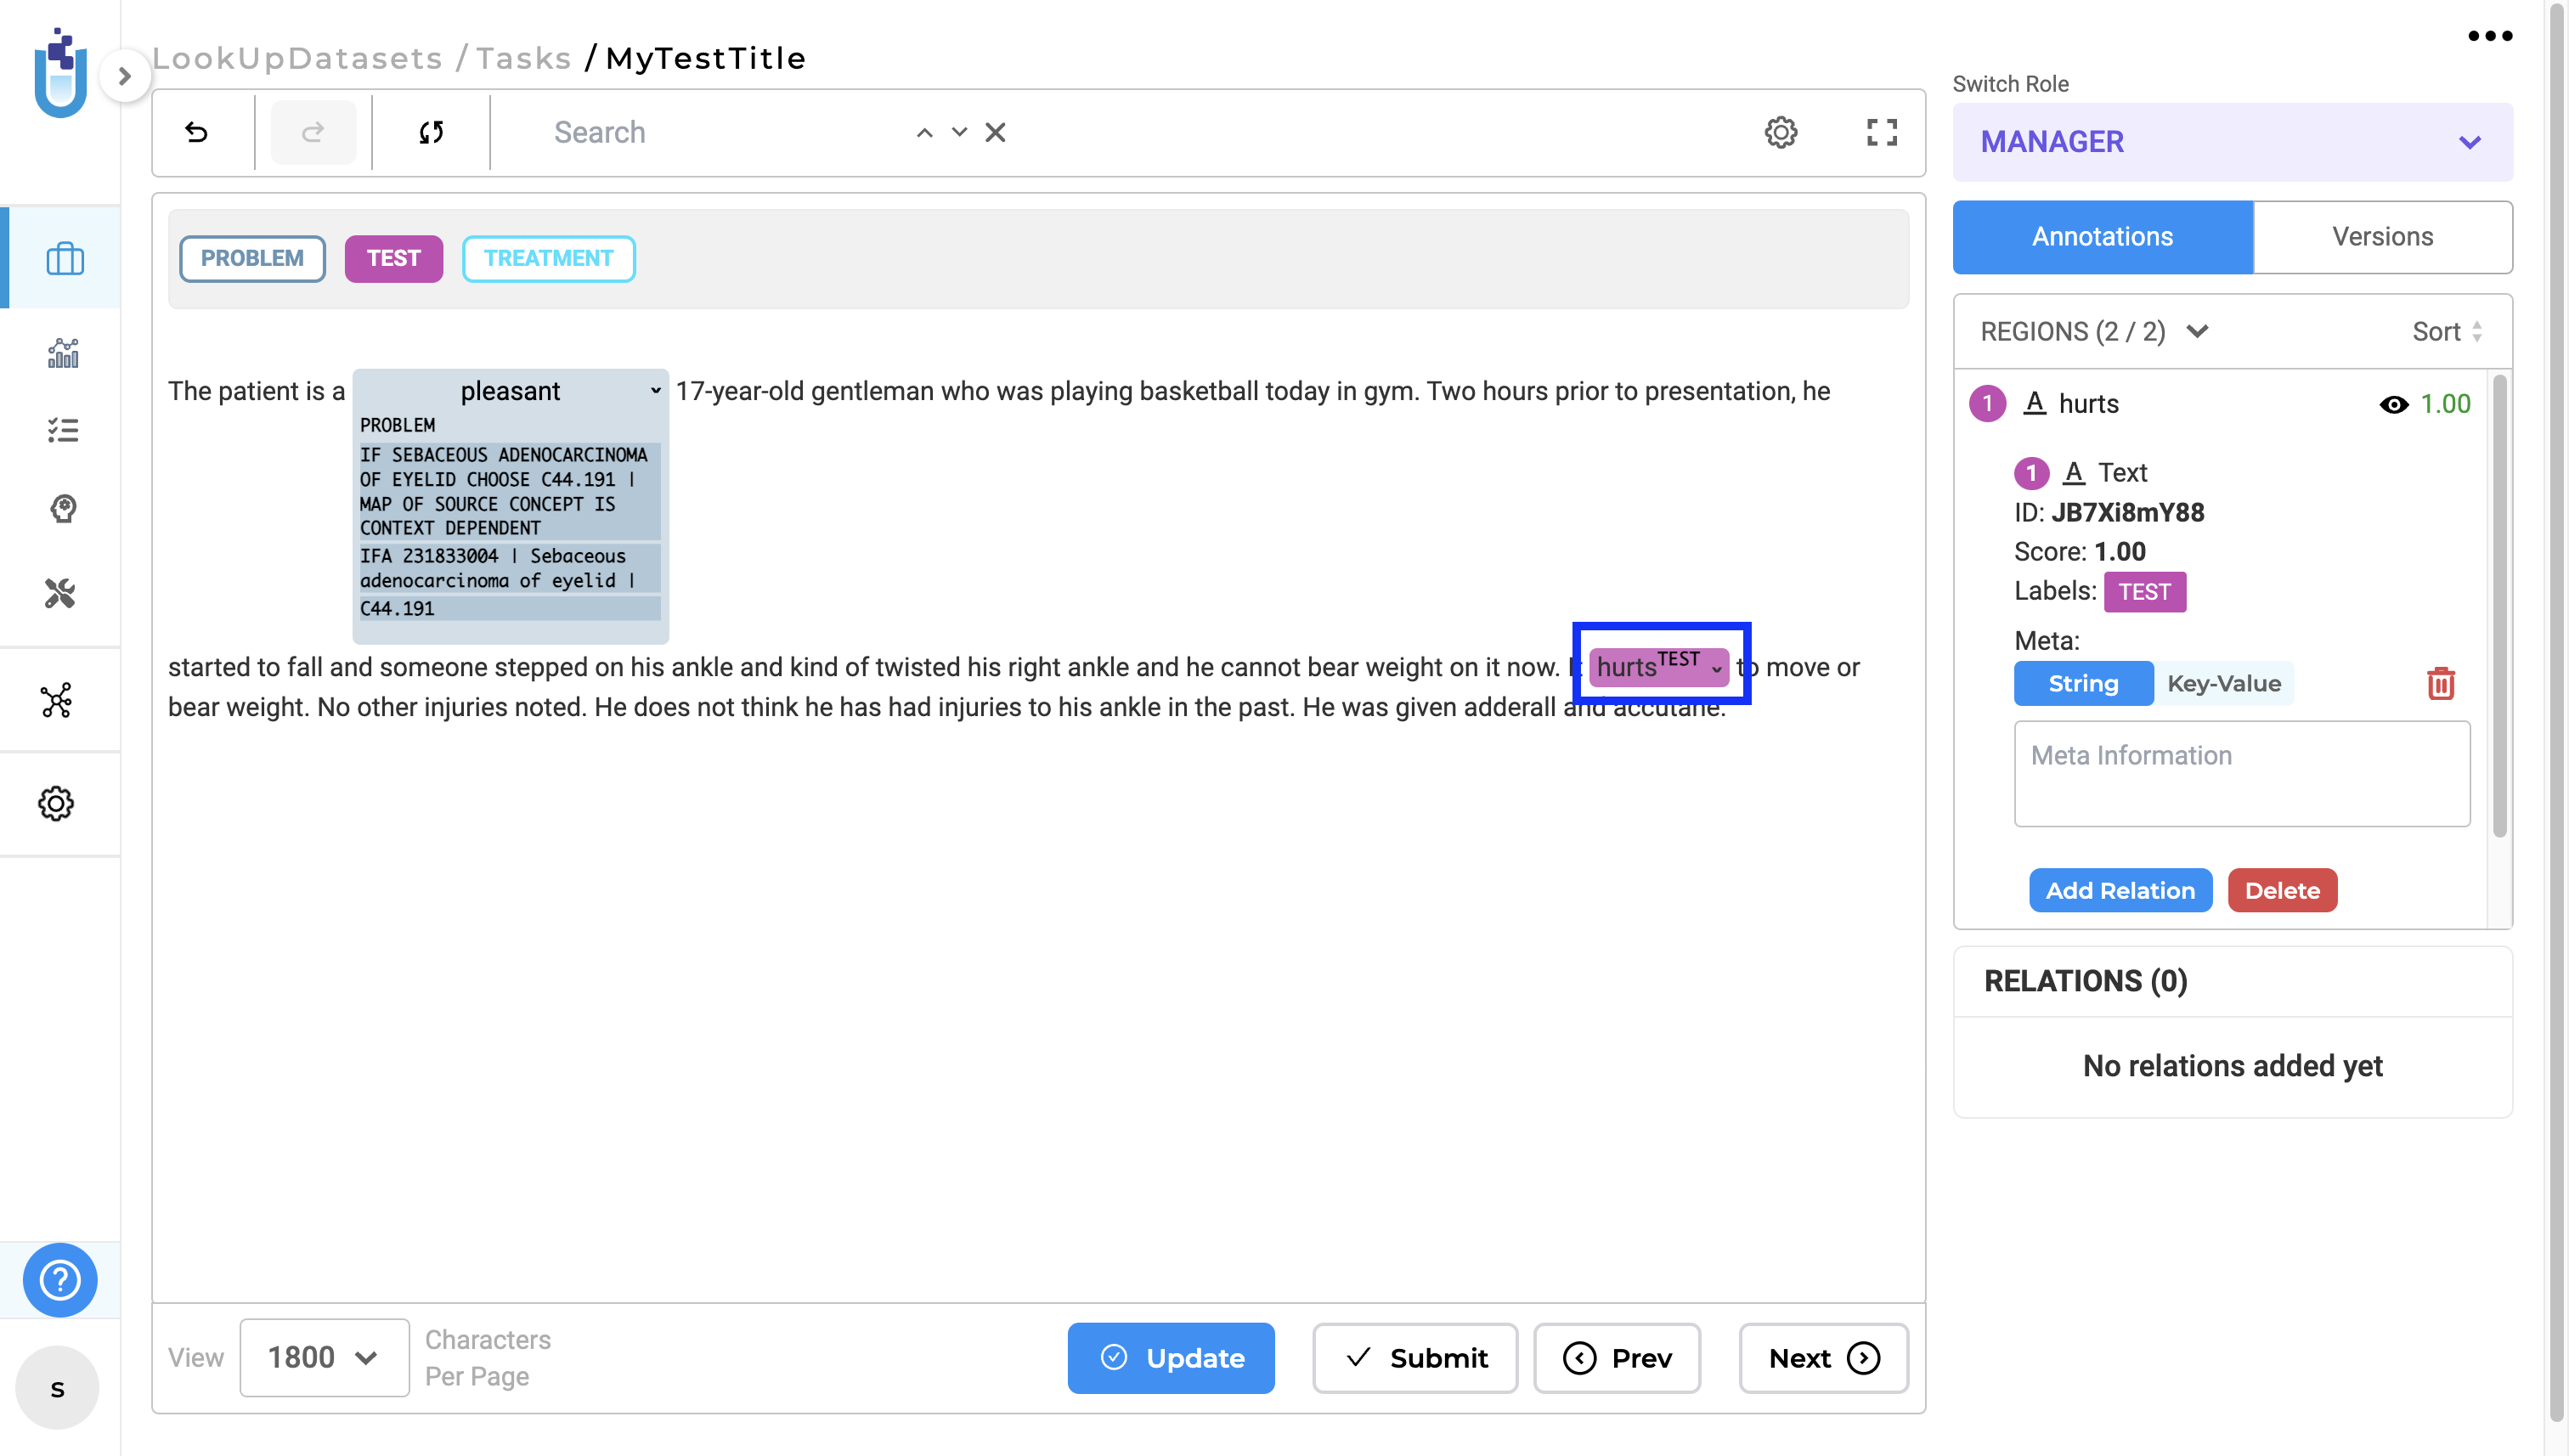 LookUpDatasets / Tasks / MyTestTitle
Search
PROBLEM TEST TREATMENT
The patient is a pleasant 17-year-old gentleman who was playing basketball today in gym. Two hours prior to presentation, he
PROBLEM
IF SEBACEOUS ADENOCARCINOMA
OF EYELID CHOOSE C44.191 |
MAP OF SOURCE CONCEPT IS
CONTEXT DEPENDENT
IFA 231833004 | Sebaceous
adenocarcinoma of eyelid |
C44.191
started to fall and someone stepped on his ankle and kind of twisted his right ankle and he cannot bear weight on it now. It hurts TEST to move or
bear weight. No other injuries noted. He does not think he has had injuries to his ankle in the past. He was given adderall and accutane.
View 1800 Characters
Per Page
Update Submit Prev Next
Switch Role
MANAGER
Annotations Versions
REGIONS (2 / 2) Sort
1 A hurts 1.00
1 A Text
ID: JB7Xi8mY88
Score: 1.00
Labels: TEST
Meta:
String Key-Value
Meta Information
Add Relation Delete
RELATIONS (0)
No relations added yet
?
s